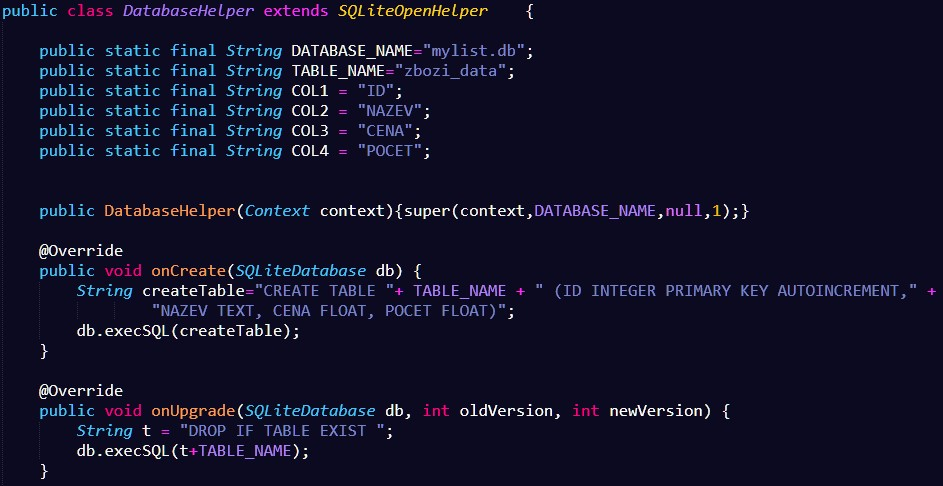 public class DatabaseHelper extends SQLiteOpenHelper    {
    public static final String DATABASE_NAME="mylist.db";
    public static final String TABLE_NAME="zbozi_data";
    public static final String COL1 = "ID";
    public static final String COL2 = "NAZEV";
    public static final String COL3 = "CENA";
    public static final String COL4 = "POCET";
    public DatabaseHelper(Context context){super(context,DATABASE_NAME,null,1);}
    @Override
    public void onCreate(SQLiteDatabase db) {
        String createTable="CREATE TABLE "+ TABLE_NAME + " (ID INTEGER PRIMARY KEY AUTOINCREMENT," +
                "NAZEV TEXT, CENA FLOAT, POCET FLOAT)";
        db.execSQL(createTable);
    }
    @Override
    public void onUpgrade(SQLiteDatabase db, int oldVersion, int newVersion) {
        String t = "DROP IF TABLE EXIST ";
        db.execSQL(t+TABLE_NAME);
    }